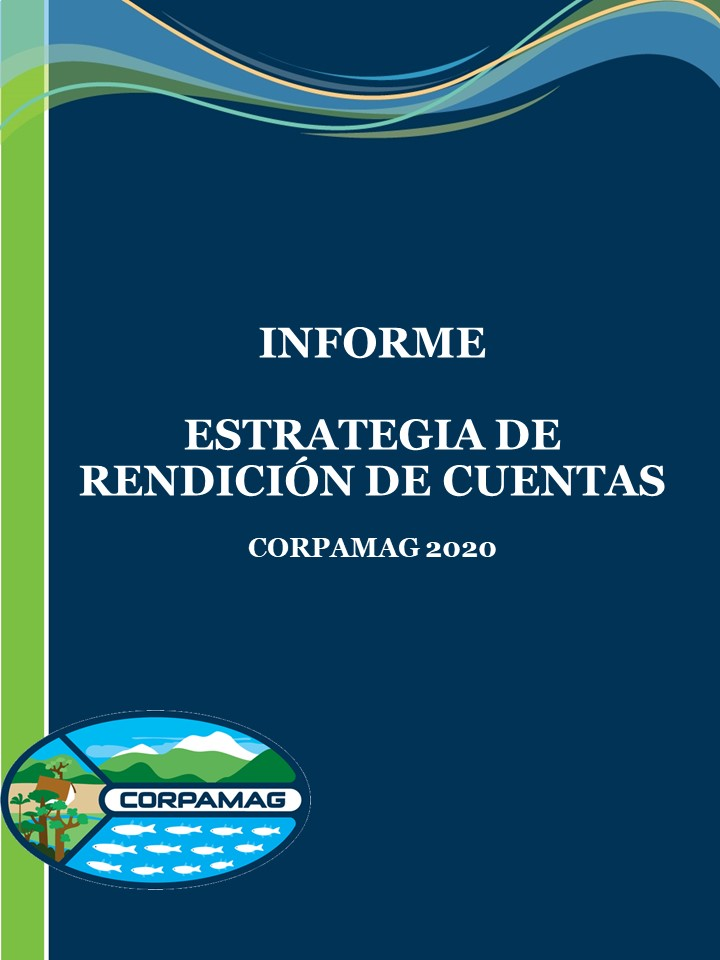 INFORME
ESTRATEGIA DE
RENDICIÓN DE CUENTAS
CORPAMAG 2020
CORPAMAG